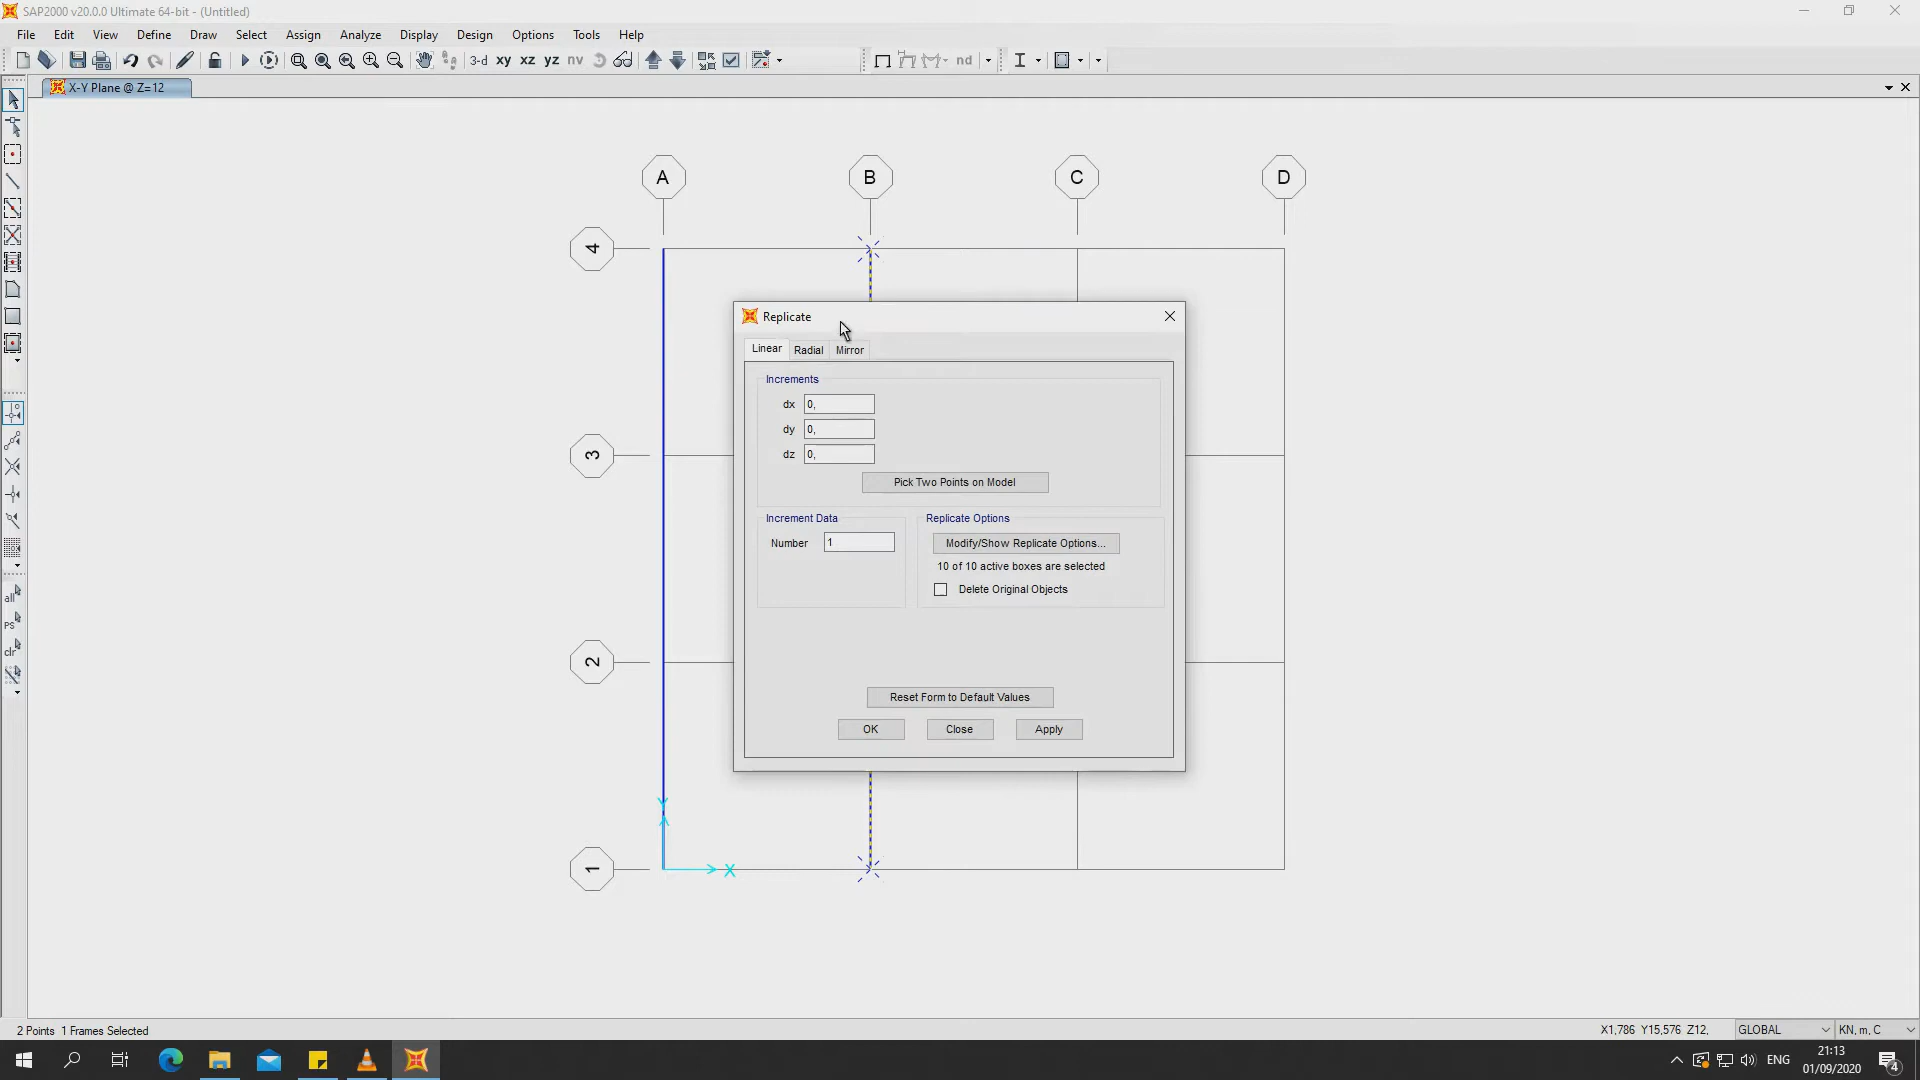 SAP2000 v20.0.0 Ultimate 64-bit - (Untitled)
File Edit View Define Draw Select Assign Analyze Display Design Options Tools Help
3-d xy xz yz nv nd
X-Y Plane @ Z=12
A B C D
4
3
2
1
Y
X
Replicate
Linear Radial Mirror
Increments
dx 0,
dy 0,
dz 0,
Pick Two Points on Model
Increment Data
Number 1
Replicate Options
Modify/Show Replicate Options...
10 of 10 active boxes are selected
Delete Original Objects
Reset Form to Default Values
OK Close Apply
all
PS
clr
2 Points 1 Frames Selected
X1,786 Y15,576 Z12,
GLOBAL
KN, m, C
ENG
21:13
01/09/2020
4